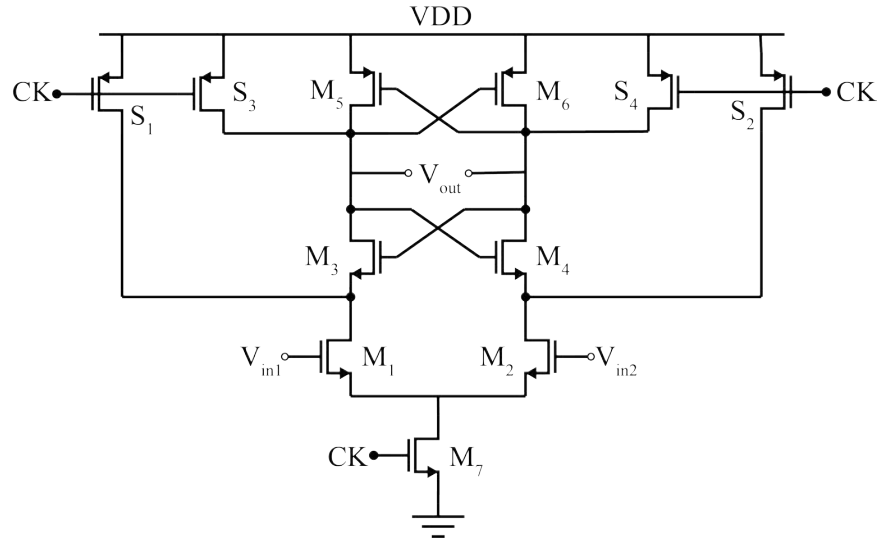 VDD
CK S1 S3 M5 M6 S4 S2 CK
Vout
M3 M4
Vin1 M1 M2 Vin2
CK M7